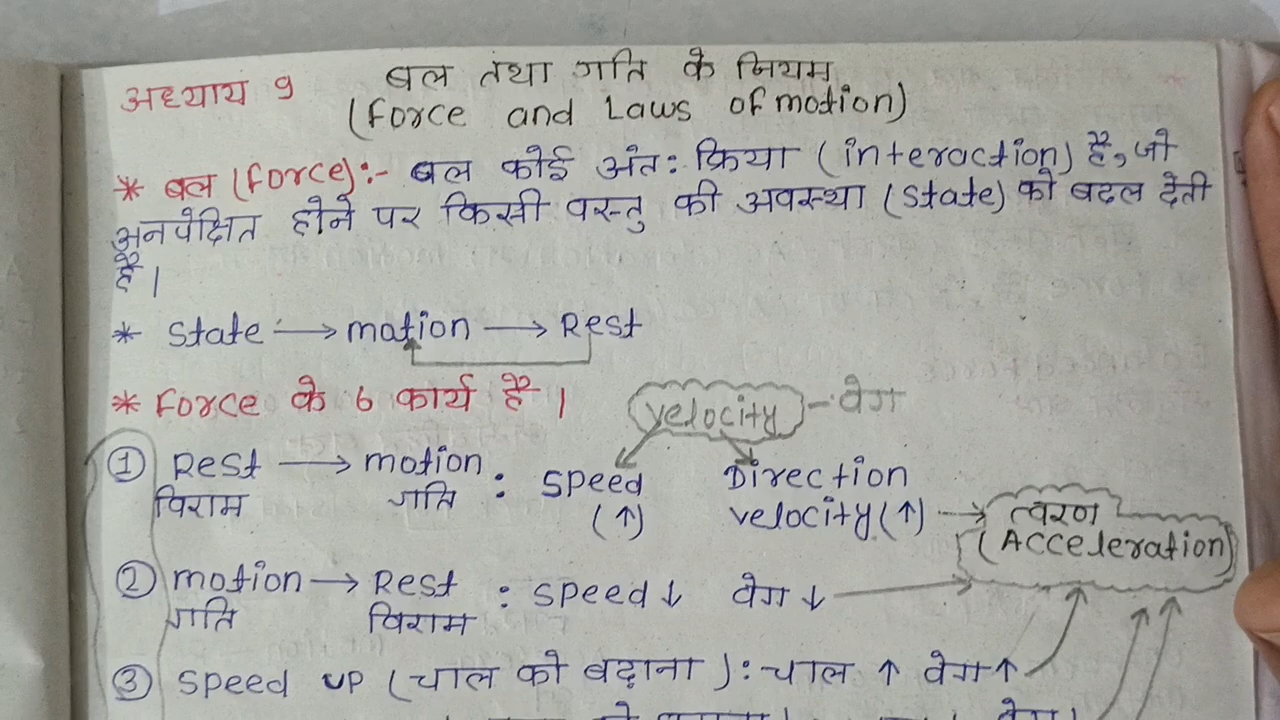 अध्याय 9 बल तथा गति के नियम
(Force and Laws of motion)
* बल (Force):- बल कोई अंत: क्रिया (interaction) है, जो
अनपेक्षित होने पर किसी वस्तु की अवस्था (state) को बदल देती
है।
* State → motion → Rest
* Force के 6 कार्य है।
velocity - वेग
① Rest → motion : Speed Direction
विराम गति (↑) velocity(↑) → त्वरण
(Acceleration)
② motion → Rest : Speed↓ वेग↓
गति विराम
③ Speed up (चाल को बढ़ाना): चाल ↑ वेग↑